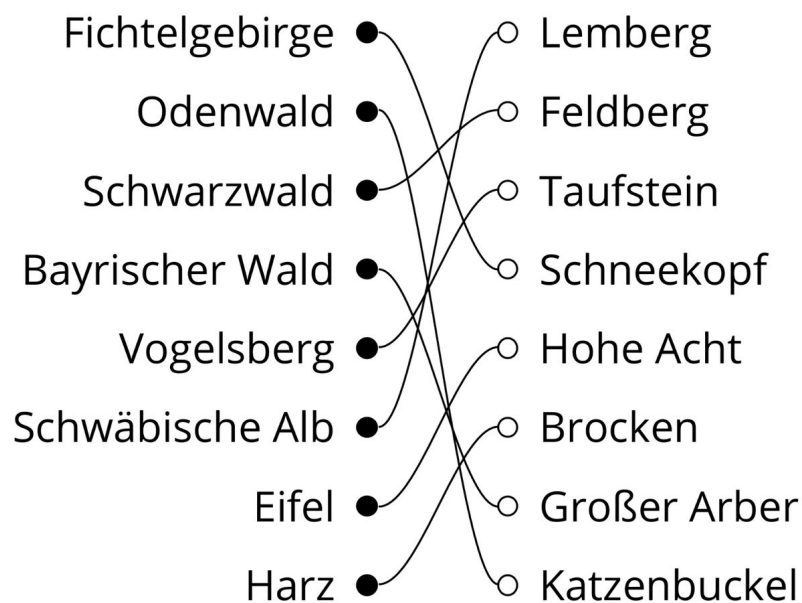 Fichtelgebirge Lemberg
Odenwald Feldberg
Schwarzwald Taufstein
Bayrischer Wald Schneekopf
Vogelsberg Hohe Acht
Schwäbische Alb Brocken
Eifel Großer Arber
Harz Katzenbuckel